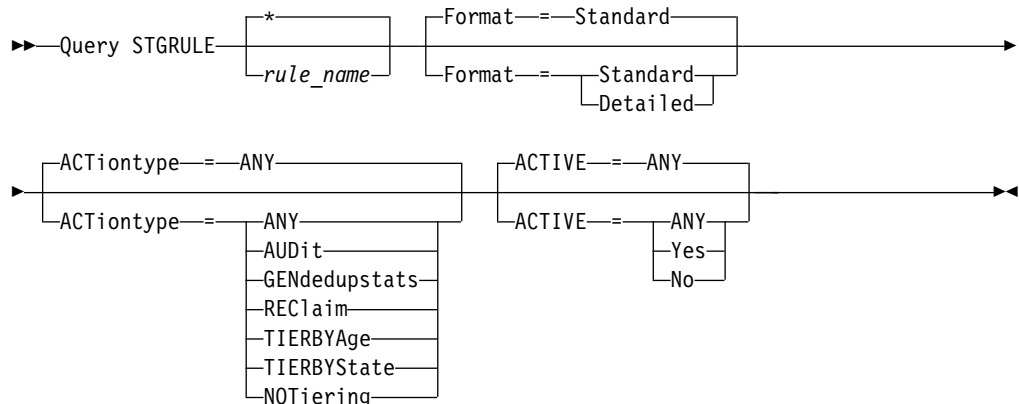 * Format = Standard
Query STGRULE
rule_name Format = Standard
Detailed
ACTiontype = ANY ACTIVE = ANY
ACTiontype = ANY ACTIVE = ANY
AUDit Yes
GENdedupstats No
REClaim
TIERBYAge
TIERBYState
NOTiering